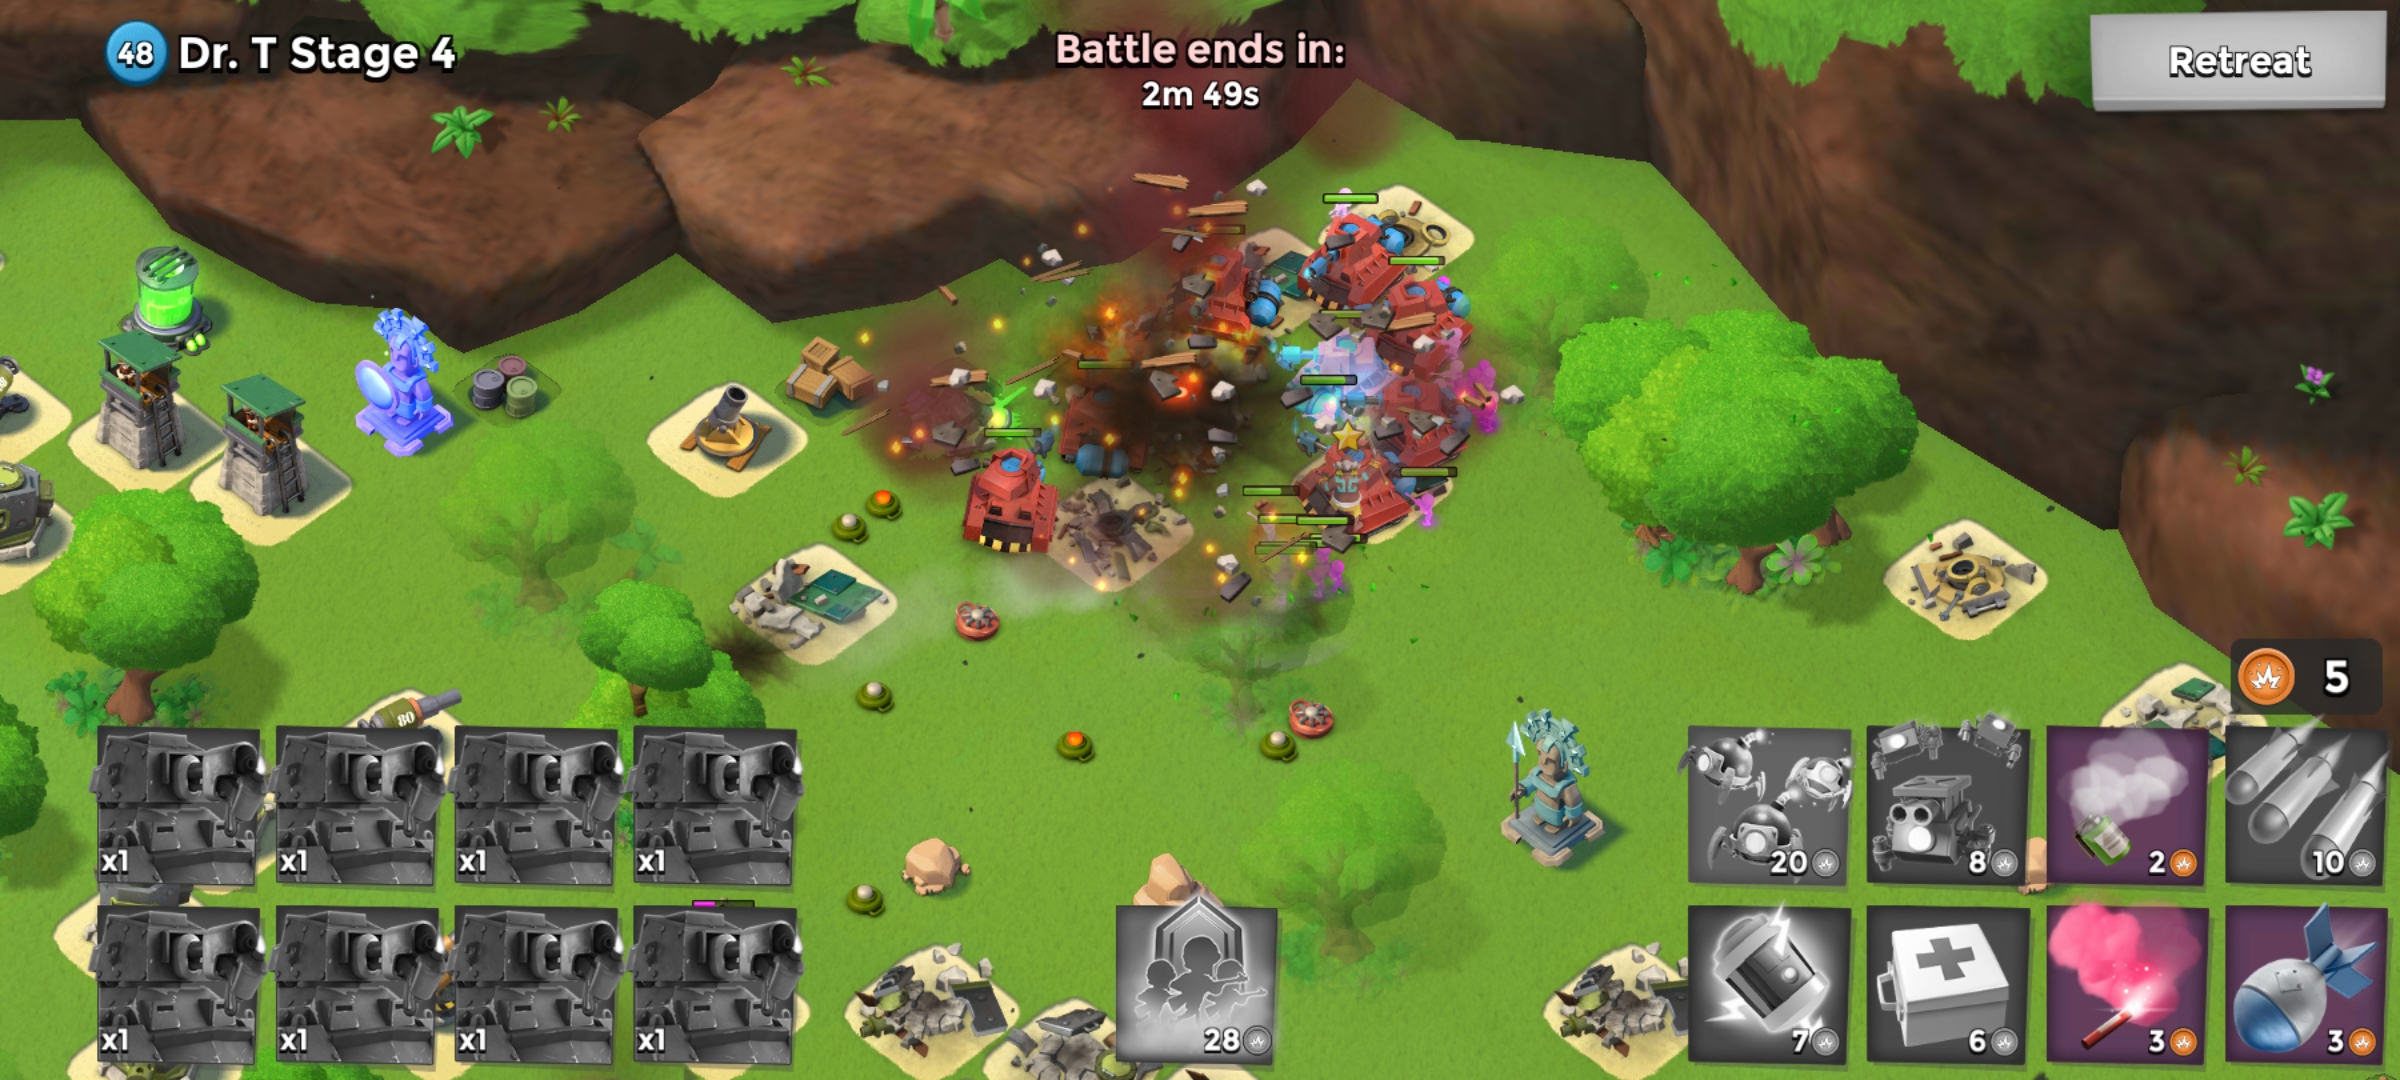 48 Dr. T Stage 4
Battle ends in:
2m 49s
Retreat
5
80
x1 x1 x1 x1
20 8 2 10
x1 x1 x1 x1
28
7 6 3 3